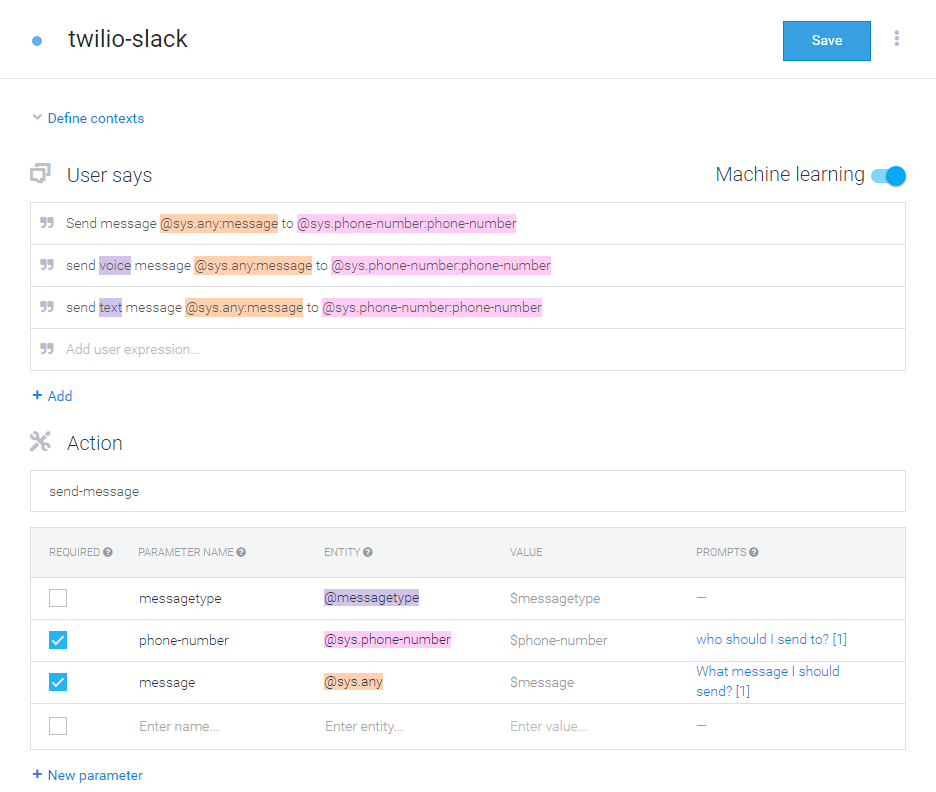 twilio-slack
Save
Define contexts
User says
Machine learning
Send message @sys.any:message to @sys.phone-number:phone-number
send voice message @sys.any:message to @sys.phone-number:phone-number
send text message @sys.any:message to @sys.phone-number:phone-number
Add user expression...
+ Add
Action
send-message
REQUIRED ? PARAMETER NAME ? ENTITY ? VALUE PROMPTS ?
messagetype @messagetype $messagetype —
phone-number @sys.phone-number $phone-number who should I send to? [1]
message @sys.any $message What message I should
send? [1]
Enter name... Enter entity... Enter value... —
+ New parameter